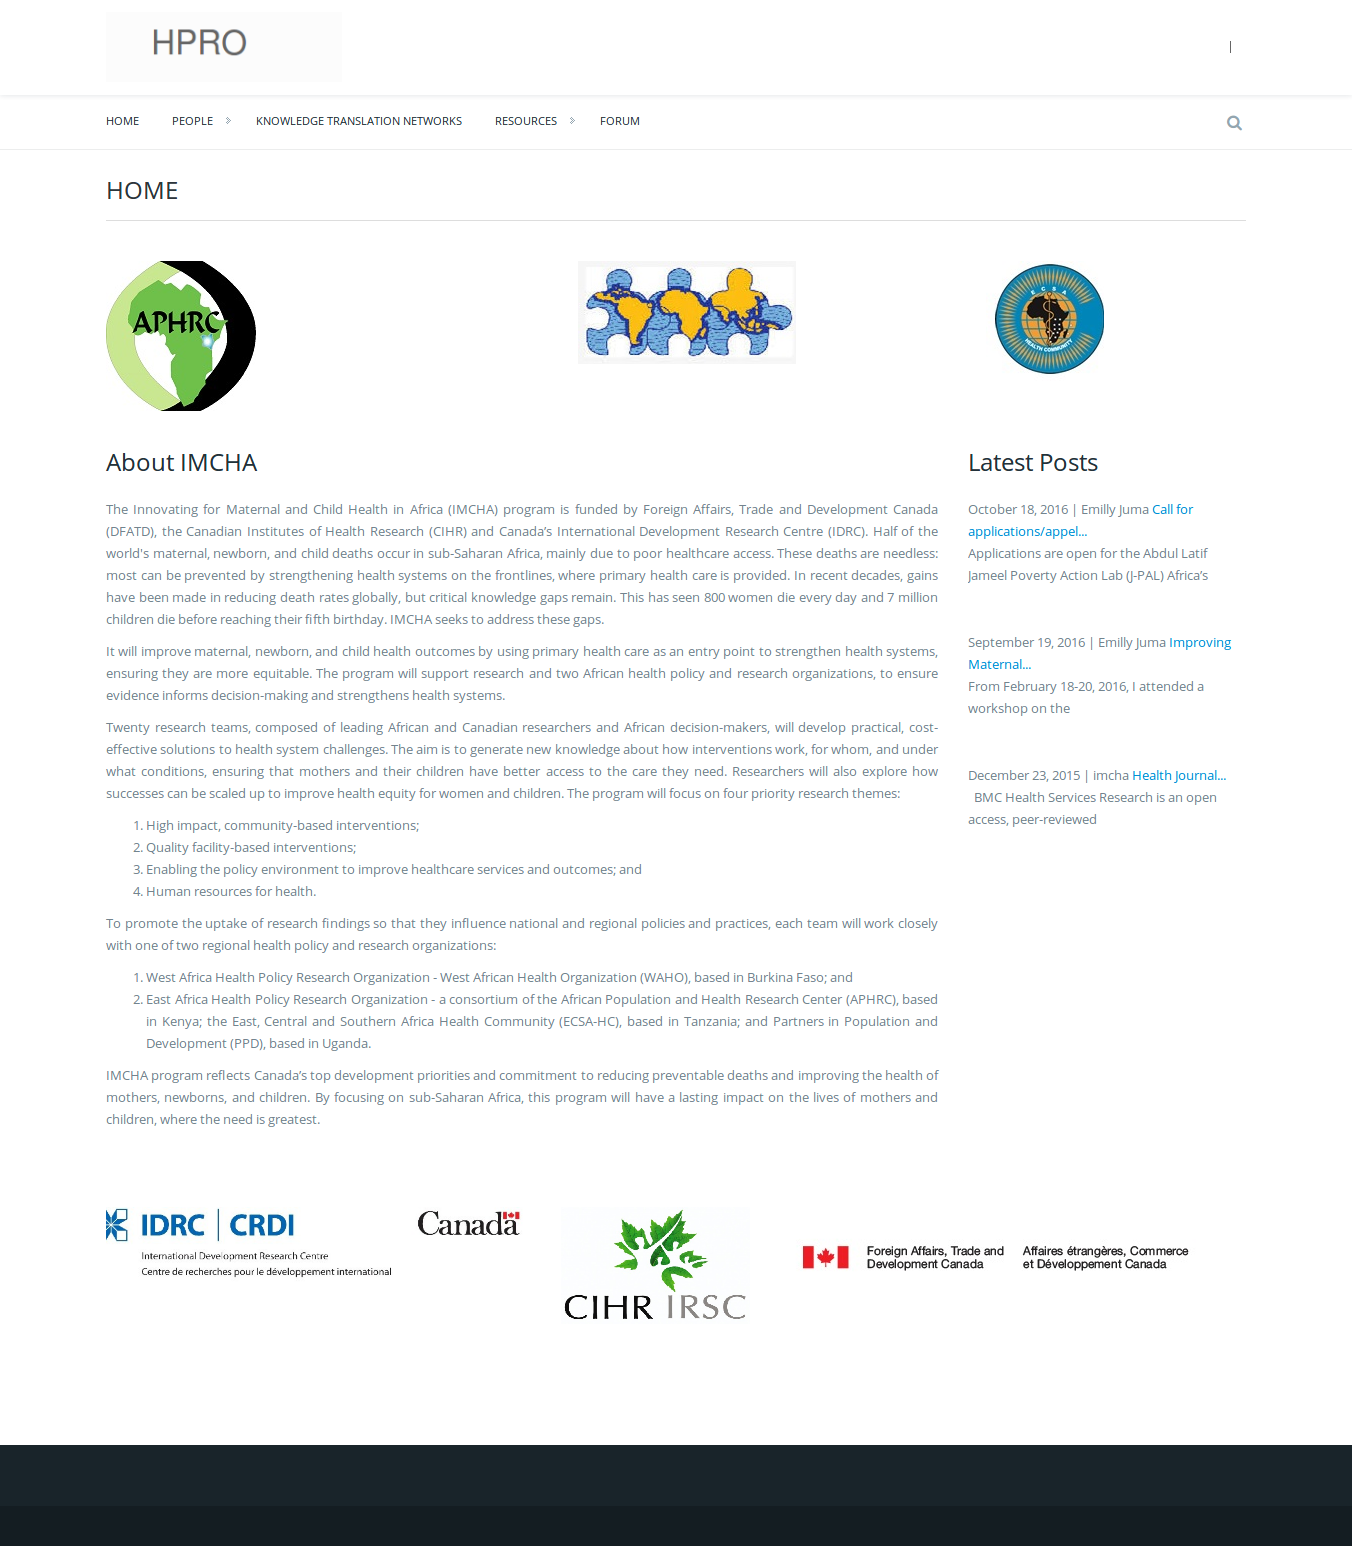 HPRO
|
HOME PEOPLE KNOWLEDGE TRANSLATION NETWORKS RESOURCES FORUM
HOME
APHRC
ECSA
HEALTH COMMUNITY
About IMCHA
The Innovating for Maternal and Child Health in Africa (IMCHA) program is funded by Foreign Affairs, Trade and Development Canada
(DFATD), the Canadian Institutes of Health Research (CIHR) and Canada’s International Development Research Centre (IDRC). Half of the
world's maternal, newborn, and child deaths occur in sub-Saharan Africa, mainly due to poor healthcare access. These deaths are needless:
most can be prevented by strengthening health systems on the frontlines, where primary health care is provided. In recent decades, gains
have been made in reducing death rates globally, but critical knowledge gaps remain. This has seen 800 women die every day and 7 million
children die before reaching their fifth birthday. IMCHA seeks to address these gaps.
It will improve maternal, newborn, and child health outcomes by using primary health care as an entry point to strengthen health systems,
ensuring they are more equitable. The program will support research and two African health policy and research organizations, to ensure
evidence informs decision-making and strengthens health systems.
Twenty research teams, composed of leading African and Canadian researchers and African decision-makers, will develop practical, cost-
effective solutions to health system challenges. The aim is to generate new knowledge about how interventions work, for whom, and under
what conditions, ensuring that mothers and their children have better access to the care they need. Researchers will also explore how
successes can be scaled up to improve health equity for women and children. The program will focus on four priority research themes:
1. High impact, community-based interventions;
2. Quality facility-based interventions;
3. Enabling the policy environment to improve healthcare services and outcomes; and
4. Human resources for health.
To promote the uptake of research findings so that they influence national and regional policies and practices, each team will work closely
with one of two regional health policy and research organizations:
1. West Africa Health Policy Research Organization - West African Health Organization (WAHO), based in Burkina Faso; and
2. East Africa Health Policy Research Organization - a consortium of the African Population and Health Research Center (APHRC), based
in Kenya; the East, Central and Southern Africa Health Community (ECSA-HC), based in Tanzania; and Partners in Population and
Development (PPD), based in Uganda.
IMCHA program reflects Canada’s top development priorities and commitment to reducing preventable deaths and improving the health of
mothers, newborns, and children. By focusing on sub-Saharan Africa, this program will have a lasting impact on the lives of mothers and
children, where the need is greatest.
Latest Posts
October 18, 2016 | Emilly Juma Call for
applications/appel...
Applications are open for the Abdul Latif
Jameel Poverty Action Lab (J-PAL) Africa’s
September 19, 2016 | Emilly Juma Improving
Maternal...
From February 18-20, 2016, I attended a
workshop on the
December 23, 2015 | imcha Health Journal...
BMC Health Services Research is an open
access, peer-reviewed
IDRC | CRDI
International Development Research Centre
Centre de recherches pour le développement international
Canada
CIHR IRSC
Foreign Affairs, Trade and
Development Canada
Affaires étrangères, Commerce
et Développement Canada